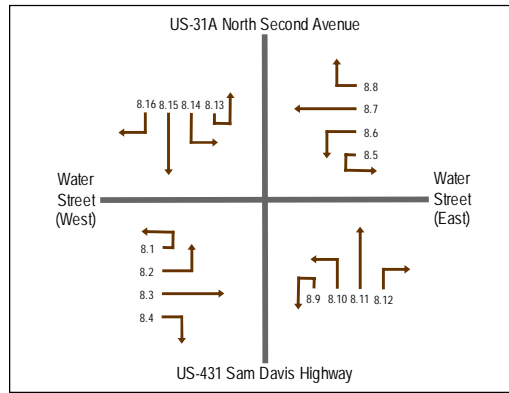 US-31A North Second Avenue
8.16 8.15 8.14 8.13
8.8
8.7
8.6
8.5
Water
Street
(West)
Water
Street
(East)
8.1
8.2
8.3
8.4
8.9 8.10 8.11 8.12
US-431 Sam Davis Highway